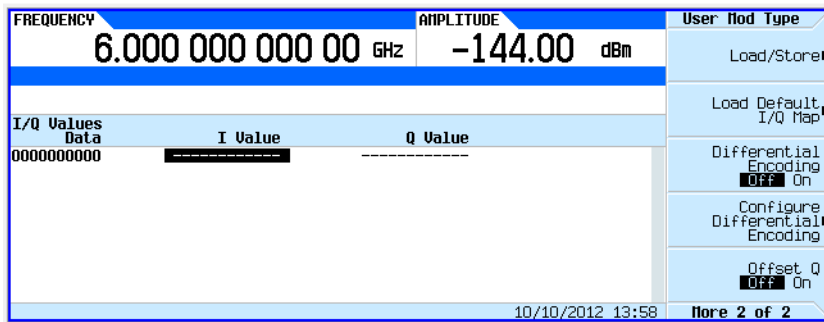 FREQUENCY
6.000 000 000 00 GHz
AMPLITUDE
-144.00 dBm
I/Q Values
Data I Value Q Value
0000000000 ------------ ------------
10/10/2012 13:58
User Mod Type
Load/Store
Load Default
I/Q Map
Differential
Encoding
Off On
Configure
Differential
Encoding
Offset Q
Off On
More 2 of 2